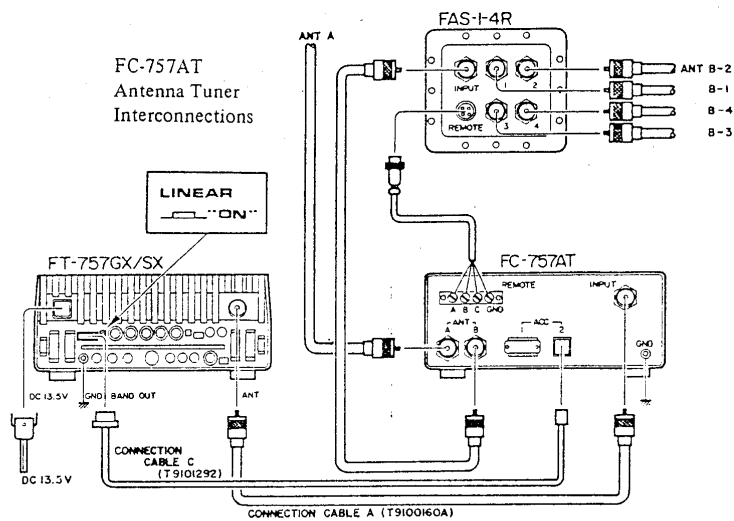 FAS-1-4R
ANT A
FC-757AT
Antenna Tuner
Interconnections
INPUT
1
2
REMOTE
3
4
ANT B-2
B-1
B-4
B-3
LINEAR
"ON"
FT-757GX/SX
FC-757AT
REMOTE
INPUT
A B C GND
ANT
A
B
ACC
1
2
GND
DC 13.5V
GND
BAND OUT
ANT
DC 13.5V
CONNECTION
CABLE C
(T9101292)
CONNECTION CABLE A (T9100160A)